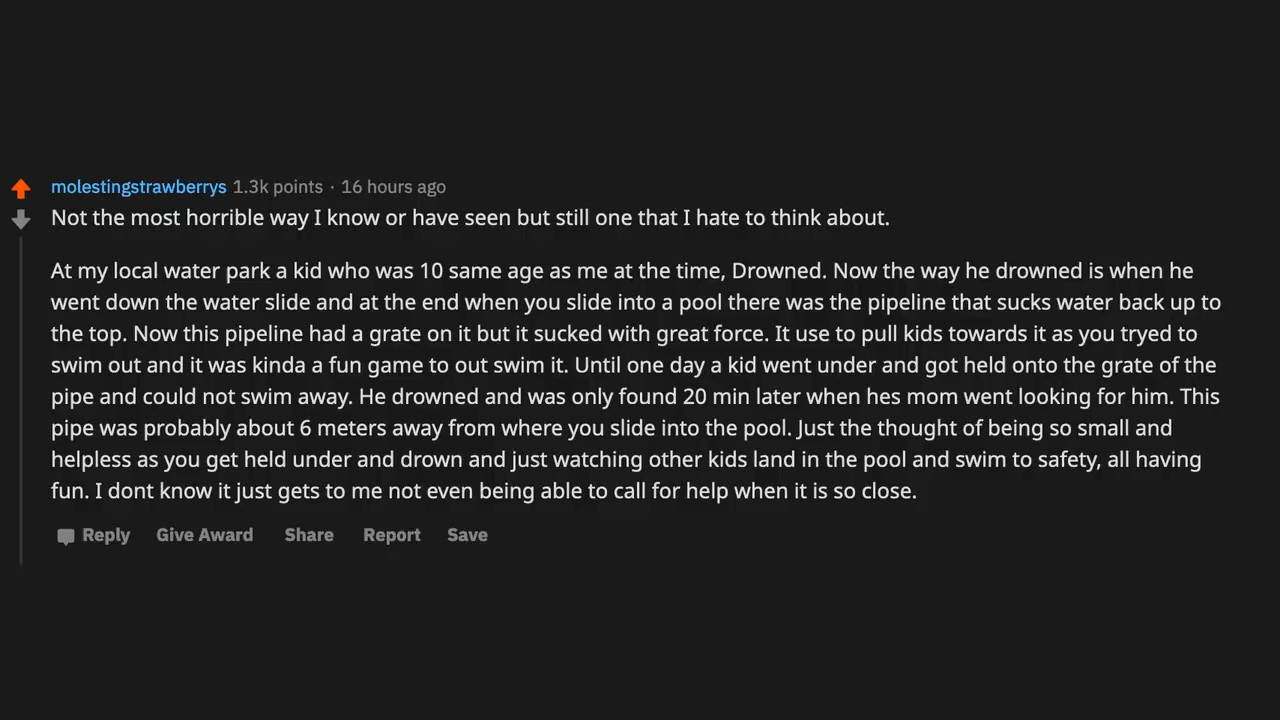 molestingstrawberrys 1.3k points · 16 hours ago
Not the most horrible way I know or have seen but still one that I hate to think about.
At my local water park a kid who was 10 same age as me at the time, Drowned. Now the way he drowned is when he
went down the water slide and at the end when you slide into a pool there was the pipeline that sucks water back up to
the top. Now this pipeline had a grate on it but it sucked with great force. It use to pull kids towards it as you tryed to
swim out and it was kinda a fun game to out swim it. Until one day a kid went under and got held onto the grate of the
pipe and could not swim away. He drowned and was only found 20 min later when hes mom went looking for him. This
pipe was probably about 6 meters away from where you slide into the pool. Just the thought of being so small and
helpless as you get held under and drown and just watching other kids land in the pool and swim to safety, all having
fun. I dont know it just gets to me not even being able to call for help when it is so close.
Reply Give Award Share Report Save